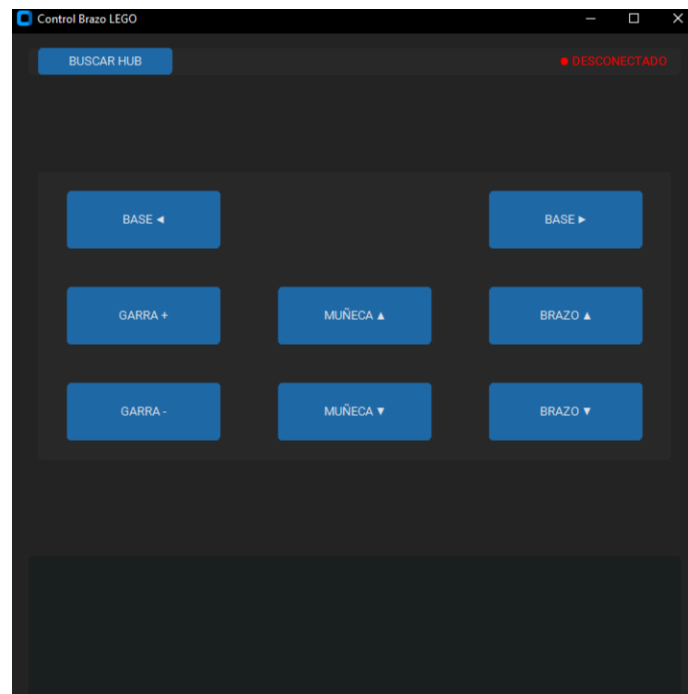 Control Brazo LEGO
BUSCAR HUB
● DESCONECTADO
BASE ◄
BASE ►
GARRA +
MUÑECA ▲
BRAZO ▲
GARRA -
MUÑECA ▼
BRAZO ▼